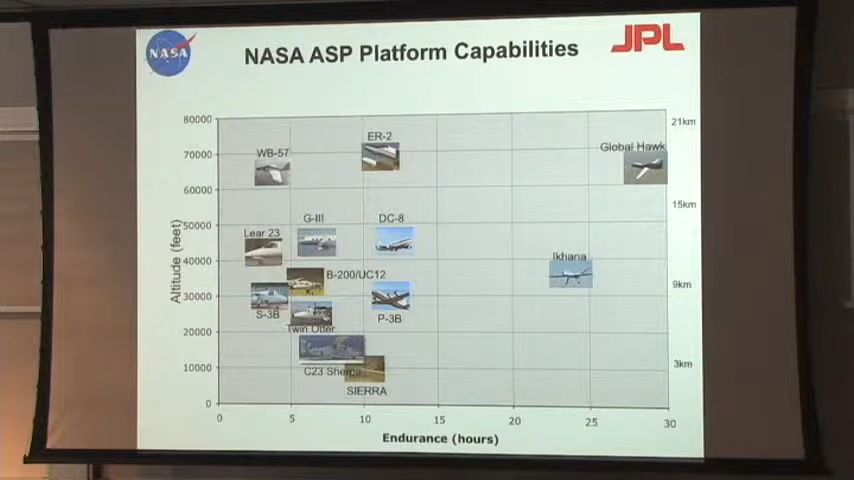 NASA
NASA ASP Platform Capabilities
JPL
80000
70000
60000
50000
40000
30000
20000
10000
0
Altitude (feet)
21km
15km
9km
3km
WB-57
ER-2
Global Hawk
Lear 23
G-III
DC-8
B-200/UC12
Ikhana
S-3B
Twin Otter
P-3B
C23 Sherpa
SIERRA
0
5
10
15
20
25
30
Endurance (hours)